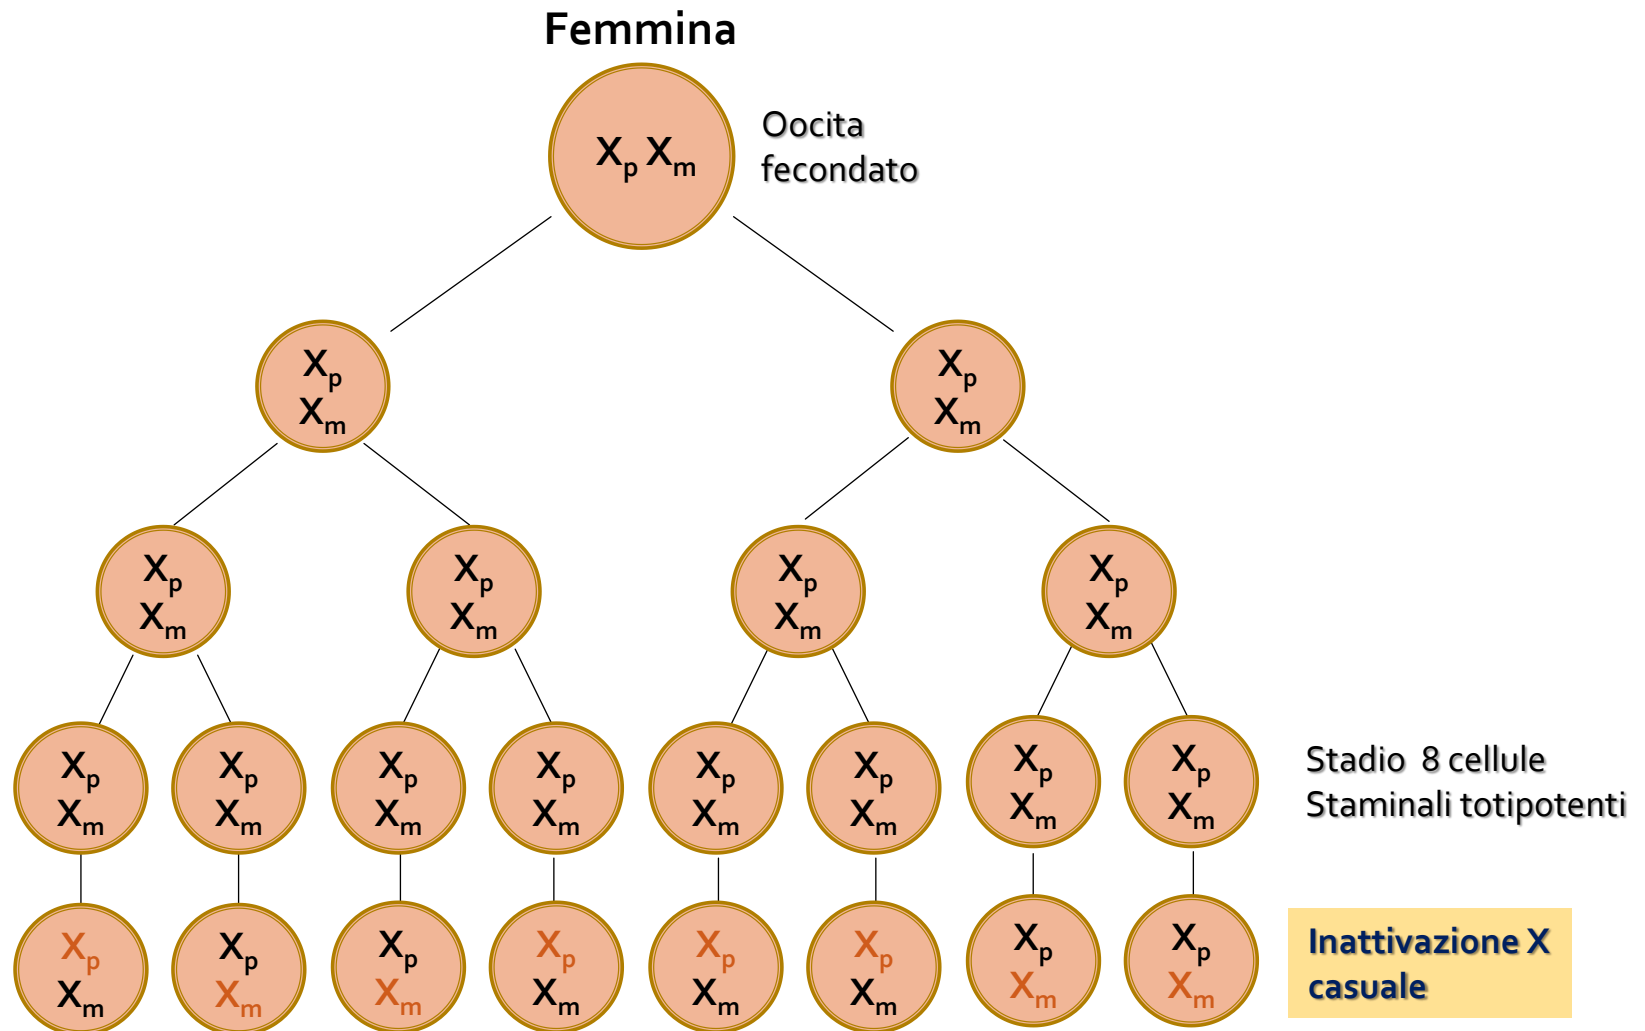 Femmina
Xp Xm
Oocita
fecondato
Xp Xp
Xm Xm
Xp Xp Xp Xp
Xm Xm Xm Xm
Xp Xp Xp Xp Xp Xp Xp Xp
Xm Xm Xm Xm Xm Xm Xm Xm
Stadio 8 cellule
Staminali totipotenti
Xp Xp Xp Xp Xp Xp Xp Xp
Xm Xm Xm Xm Xm Xm Xm Xm
Inattivazione X
casuale